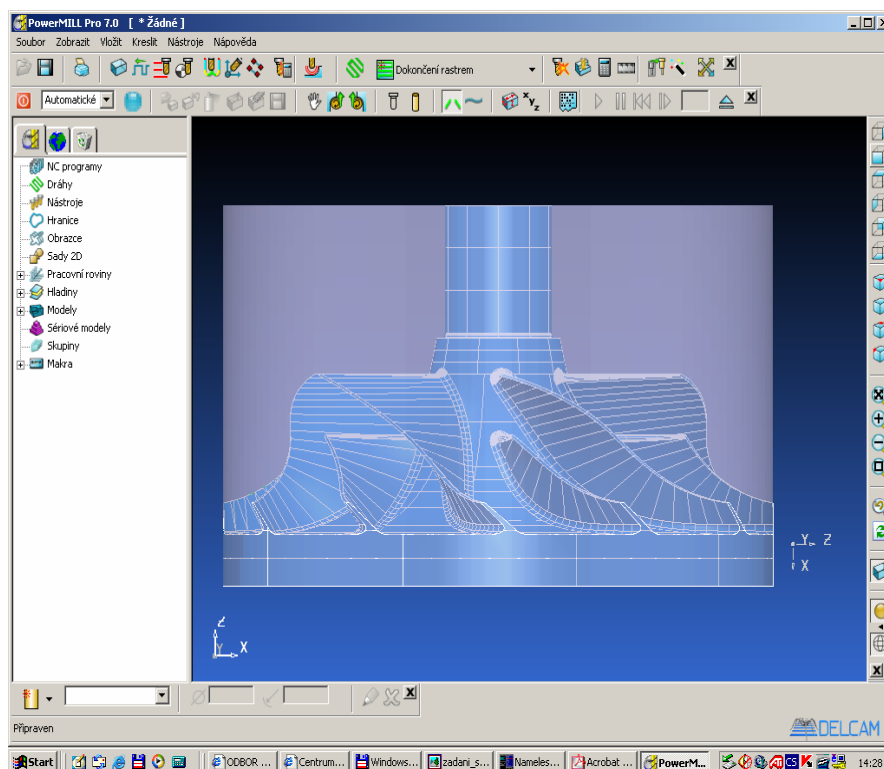 PowerMILL Pro 7.0 [ * Žádné ]
Soubor Zobrazit Vložit Kreslit Nástroje Nápověda
Dokončení rastrem
Automatické
x Y z
NC programy
Dráhy
Nástroje
Hranice
Obrazce
Sady 2D
Pracovní roviny
Hladiny
Modely
Sériové modely
Skupiny
Makra
Y Z
X
Z
Y X
Připraven
DELCAM
Start ODBOR ... Centrum... Windows... zadani_s... Nameles... Acrobat ... PowerM... CS 14:28